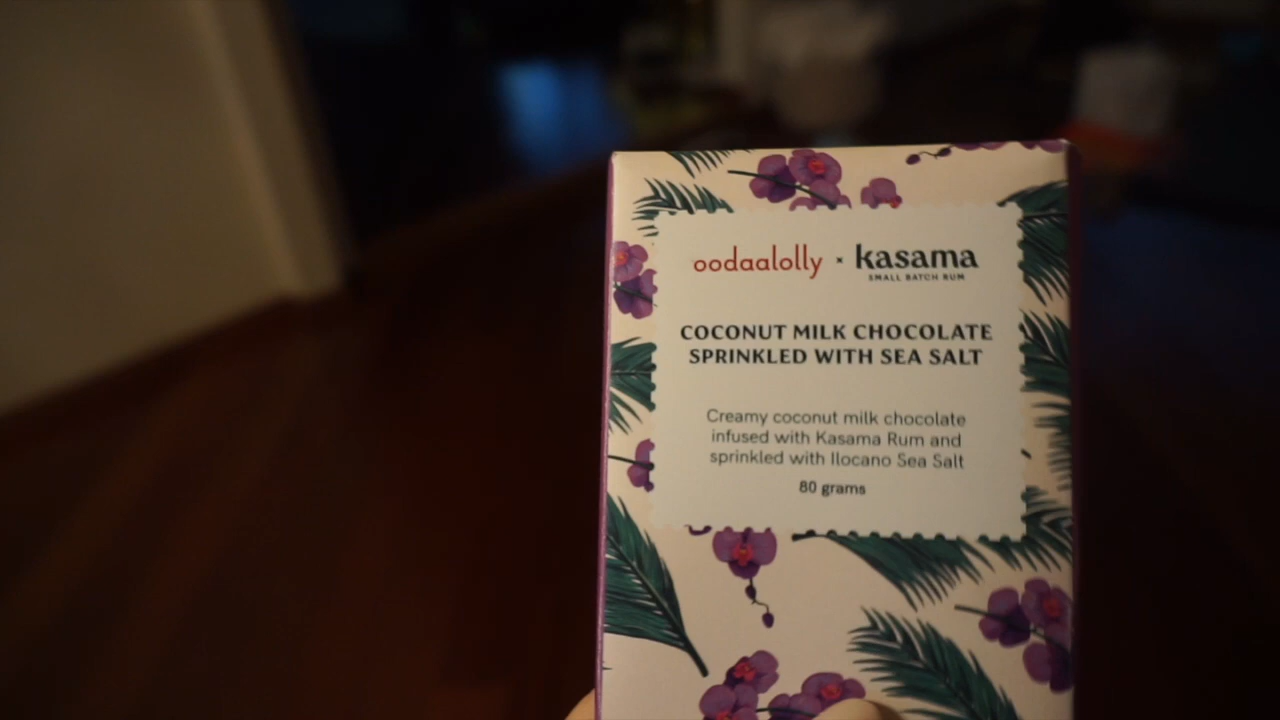 oodaalolly × kasama
SMALL BATCH RUM
COCONUT MILK CHOCOLATE
SPRINKLED WITH SEA SALT
Creamy coconut milk chocolate
infused with Kasama Rum and
sprinkled with Ilocano Sea Salt
80 grams